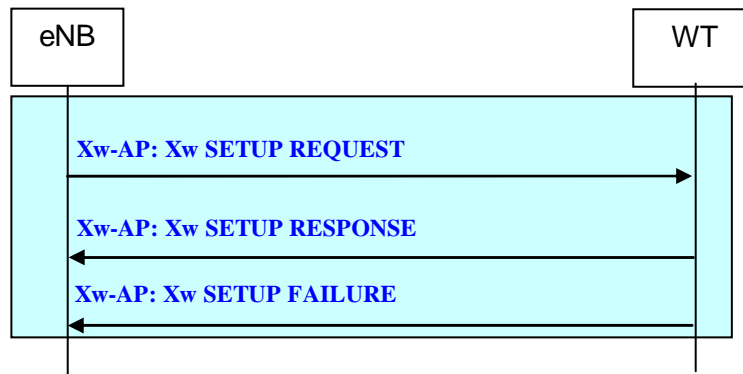 eNB
WT
Xw-AP: Xw SETUP REQUEST
Xw-AP: Xw SETUP RESPONSE
Xw-AP: Xw SETUP FAILURE